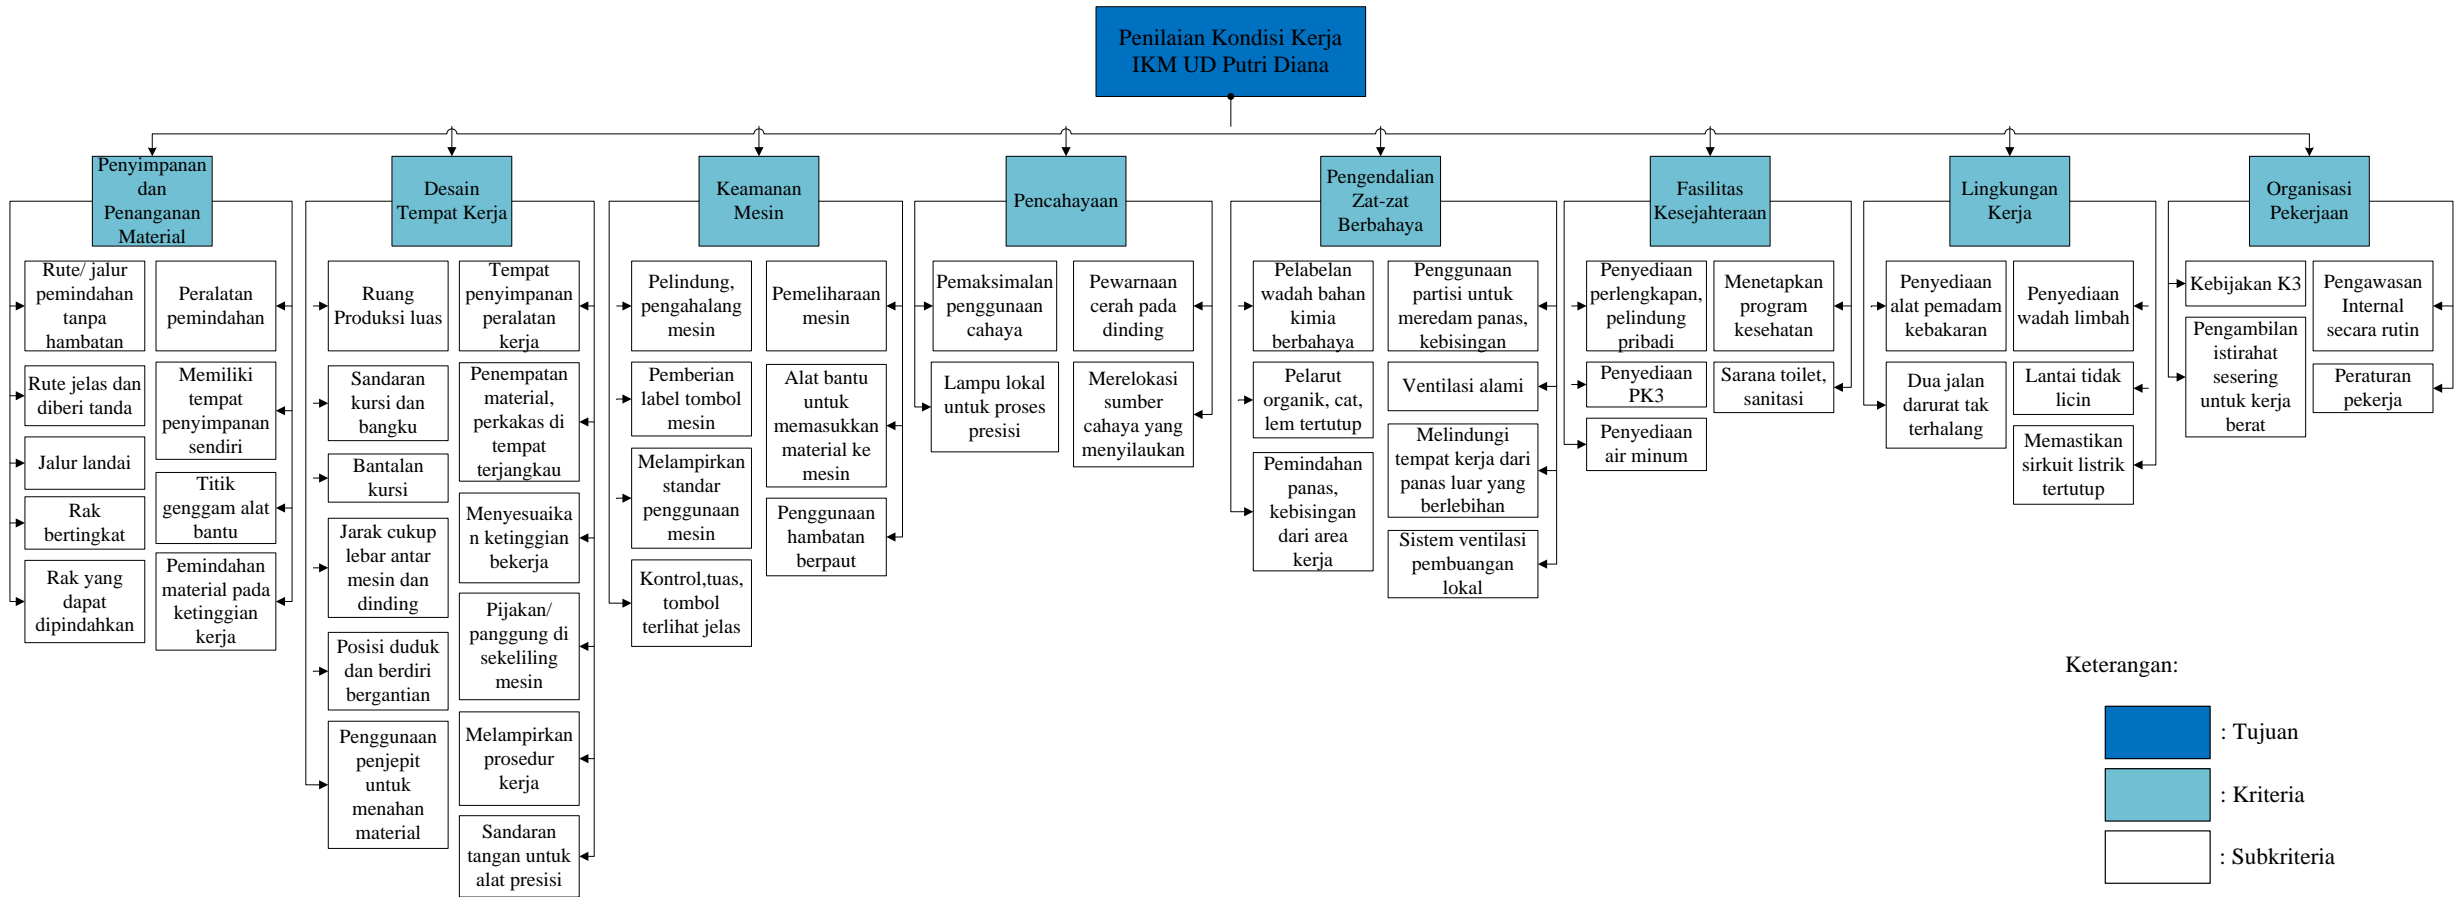 Penilaian Kondisi Kerja
IKM UD Putri Diana
Penyimpanan
dan
Penanganan
Material
Desain
Tempat Kerja
Keamanan
Mesin
Pencahayaan
Pengendalian
Zat-zat
Berbahaya
Fasilitas
Kesejahteraan
Lingkungan
Kerja
Organisasi
Pekerjaan
Rute/ jalur
pemindahan
tanpa
hambatan
Rute jelas dan
diberi tanda
Jalur landai
Rak
bertingkat
Rak yang
dapat
dipindahkan
Peralatan
pemindahan
Memiliki
tempat
penyimpanan
sendiri
Titik
genggam alat
bantu
Pemindahan
material pada
ketinggian
kerja
Ruang
Produksi luas
Sandaran
kursi dan
bangku
Bantalan
kursi
Jarak cukup
lebar antar
mesin dan
dinding
Posisi duduk
dan berdiri
bergantian
Penggunaan
penjepit
untuk
menahan
material
Tempat
penyimpanan
peralatan
kerja
Penempatan
material,
perkakas di
tempat
terjangkau
Menyesuaika
n ketinggian
bekerja
Pijakan/
panggung di
sekeliling
mesin
Melampirkan
prosedur
kerja
Sandaran
tangan untuk
alat presisi
Pelindung,
pengahalang
mesin
Pemberian
label tombol
mesin
Melampirkan
standar
penggunaan
mesin
Kontrol,tuas,
tombol
terlihat jelas
Pemeliharaan
mesin
Alat bantu
untuk
memasukkan
material ke
mesin
Penggunaan
hambatan
berpaut
Pemaksimalan
penggunaan
cahaya
Lampu lokal
untuk proses
presisi
Pewarnaan
cerah pada
dinding
Merelokasi
sumber
cahaya yang
menyilaukan
Pelabelan
wadah bahan
kimia
berbahaya
Pelarut
organik, cat,
lem tertutup
Pemindahan
panas,
kebisingan
dari area
kerja
Penggunaan
partisi untuk
meredam panas,
kebisingan
Ventilasi alami
Melindungi
tempat kerja dari
panas luar yang
berlebihan
Sistem ventilasi
pembuangan
lokal
Penyediaan
perlengkapan,
pelindung
pribadi
Penyediaan
PK3
Penyediaan
air minum
Menetapkan
program
kesehatan
Sarana toilet,
sanitasi
Penyediaan
alat pemadam
kebakaran
Dua jalan
darurat tak
terhalang
Penyediaan
wadah limbah
Lantai tidak
licin
Memastikan
sirkuit listrik
tertutup
Kebijakan K3
Pengambilan
istirahat
sesering
untuk kerja
berat
Pengawasan
Internal
secara rutin
Peraturan
pekerja
Keterangan:
: Tujuan
: Kriteria
: Subkriteria